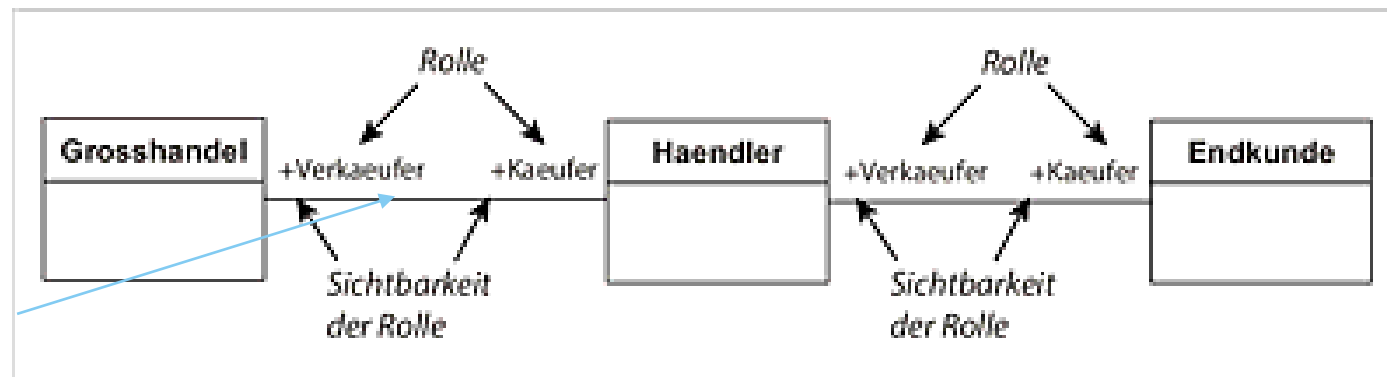 Rolle
Rolle
Grosshandel
+Verkaeufer
+Kaeufer
Haendler
+Verkaeufer
+Kaeufer
Endkunde
Sichtbarkeit
der Rolle
Sichtbarkeit
der Rolle